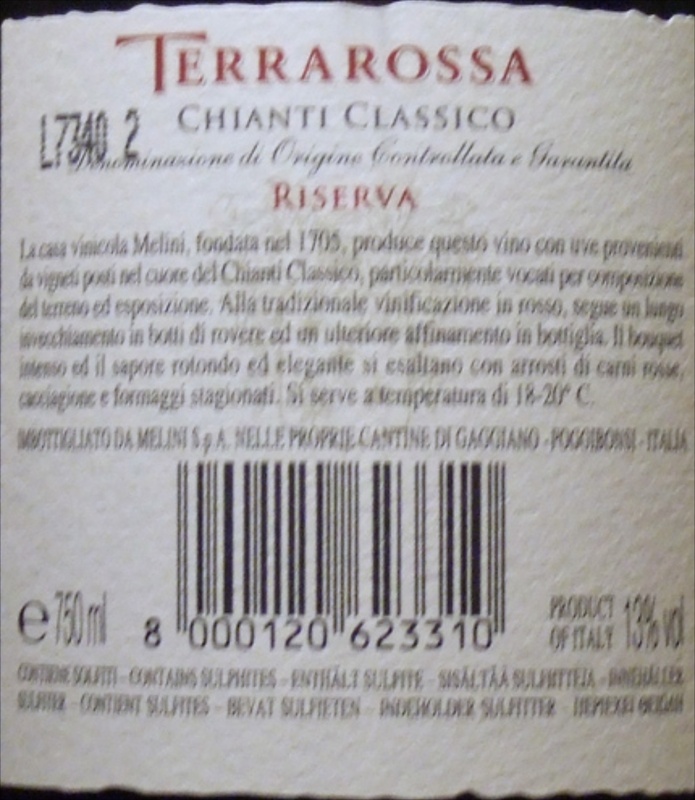 TERRAROSSA
CHIANTI CLASSICO
L7340 2
Denominazione di Origine Controllata e Garantita
RISERVA
La casa vinicola Melini, fondata nel 1705, produce questo vino con uve provenienti
da vigneti posti nel cuore del Chianti Classico, particolarmente vocati per composizione
del terreno ed esposizione. Alla tradizionale vinificazione in rosso, segue un lungo
invecchiamento in botti di rovere ed un ulteriore affinamento in bottiglia. Il bouquet
intenso ed il sapore rotondo ed elegante si esaltano con arrosti di carni rosse,
cacciagione e formaggi stagionati. Si serve a temperatura di 18-20° C.
IMBOTTIGLIATO DA MELINI S.p.A. NELLE PROPRIE CANTINE DI GAGGIANO - POGGIBONSI - ITALIA
e 750 ml
8 000120 623310
PRODUCT
OF ITALY
13% vol
CONTIENE SOLFITI - CONTAINS SULPHITES - ENTHÄLT SULFITE - SISÄLTÄÄ SULFIITTEJA - INNEHÅLLER
SULFITER - CONTIENT SULFITES - BEVAT SULFIETEN - INDEHOLDER SULFITTER